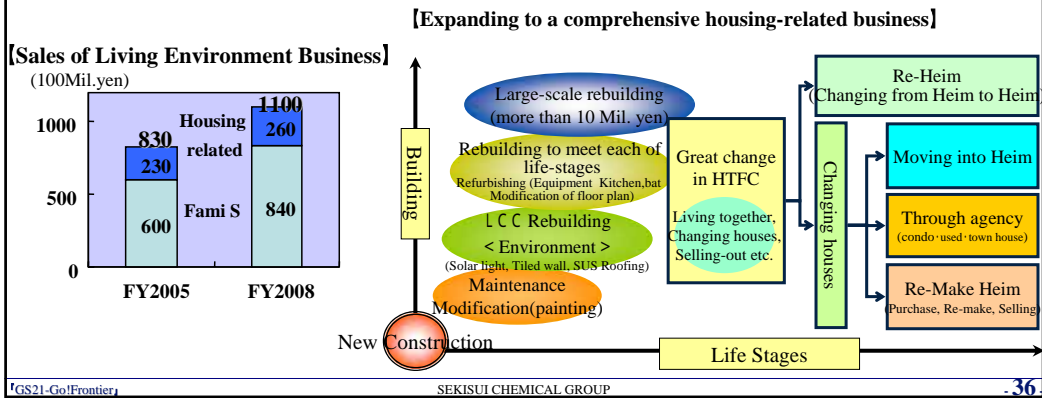 【Expanding to a comprehensive housing-related business】
【Sales of Living Environment Business】
(100Mil.yen)
1000
500
0
830
230
600
Housing
related
Fami S
1100
260
840
FY2005
FY2008
Building
Large-scale rebuilding
(more than 10 Mil. yen)
Rebuilding to meet each of
life-stages
Refurbishing (Equipment Kitchen,bat
Modification of floor plan)
LCC Rebuilding
< Environment >
(Solar light, Tiled wall, SUS Roofing)
Maintenance
Modification(painting)
New Construction
Great change
in HTFC
Living together,
Changing houses,
Selling-out etc.
Changing houses
Re-Heim
(Changing from Heim to Heim)
Moving into Heim
Through agency
(condo・used・town house)
Re-Make Heim
(Purchase, Re-make, Selling)
Life Stages
『GS21-Go!Frontier』
SEKISUI CHEMICAL GROUP
- 36 -